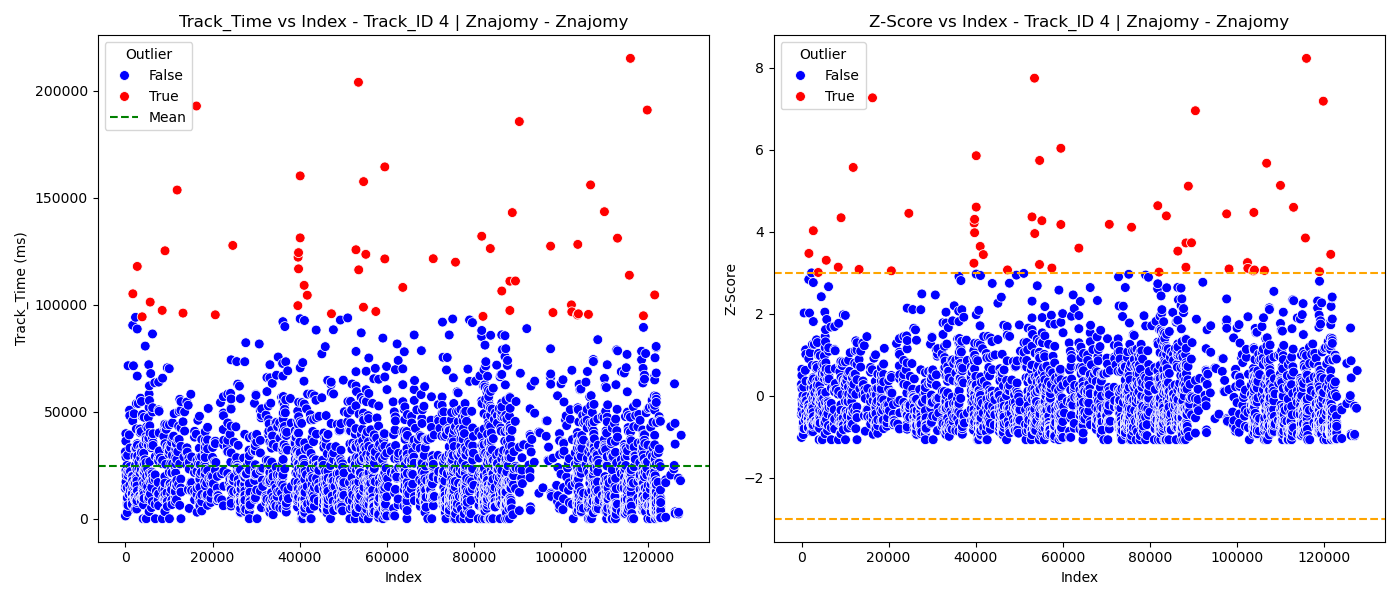 Track_Time vs Index - Track_ID 4 | Znajomy - Znajomy
Outlier
False
True
Mean
200000
150000
100000
50000
0
Track_Time (ms)
0 20000 40000 60000 80000 100000 120000
Index
Z-Score vs Index - Track_ID 4 | Znajomy - Znajomy
Outlier
False
True
8
6
4
2
0
−2
Z-Score
0 20000 40000 60000 80000 100000 120000
Index